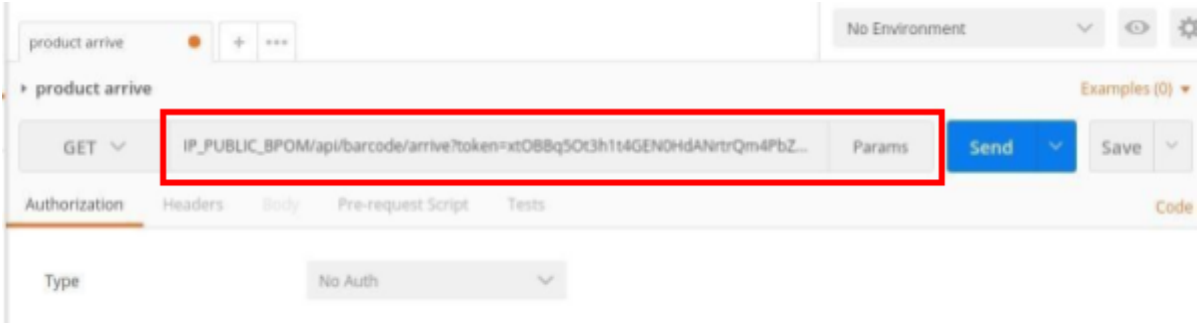 product arrive + ••• No Environment
product arrive Examples (0)
GET IP_PUBLIC_BPOM/api/barcode/arrive?token=xtOBBq5Ot3h1t4GEN0HdANrtrQm4PbZ... Params Send Save
Authorization Headers Body Pre-request Script Tests Code
Type No Auth